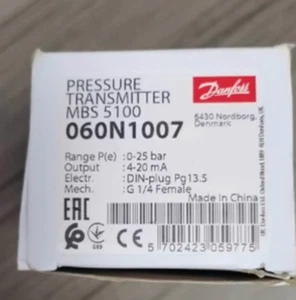 PRESSURE
TRANSMITTER
MBS 5100
060N1007
Danfoss
6430 Nordborg,
Denmark
Range P(e) :0-25 bar
Output :4-20 mA
Electr. :DIN-plug Pg13.5
Mech. :G 1/4 Female
Made in China
EAC
5 702423 059775